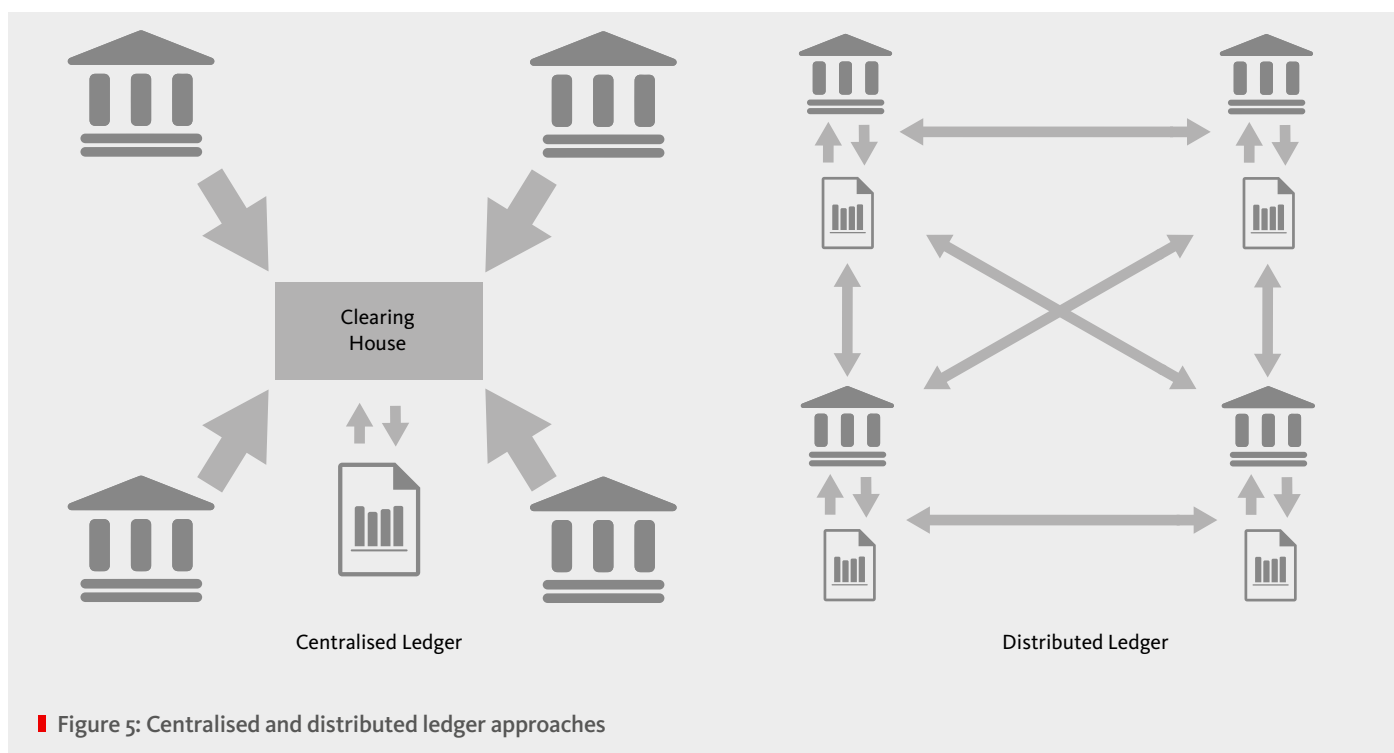 Clearing
House
Centralised Ledger
Distributed Ledger
Figure 5: Centralised and distributed ledger approaches